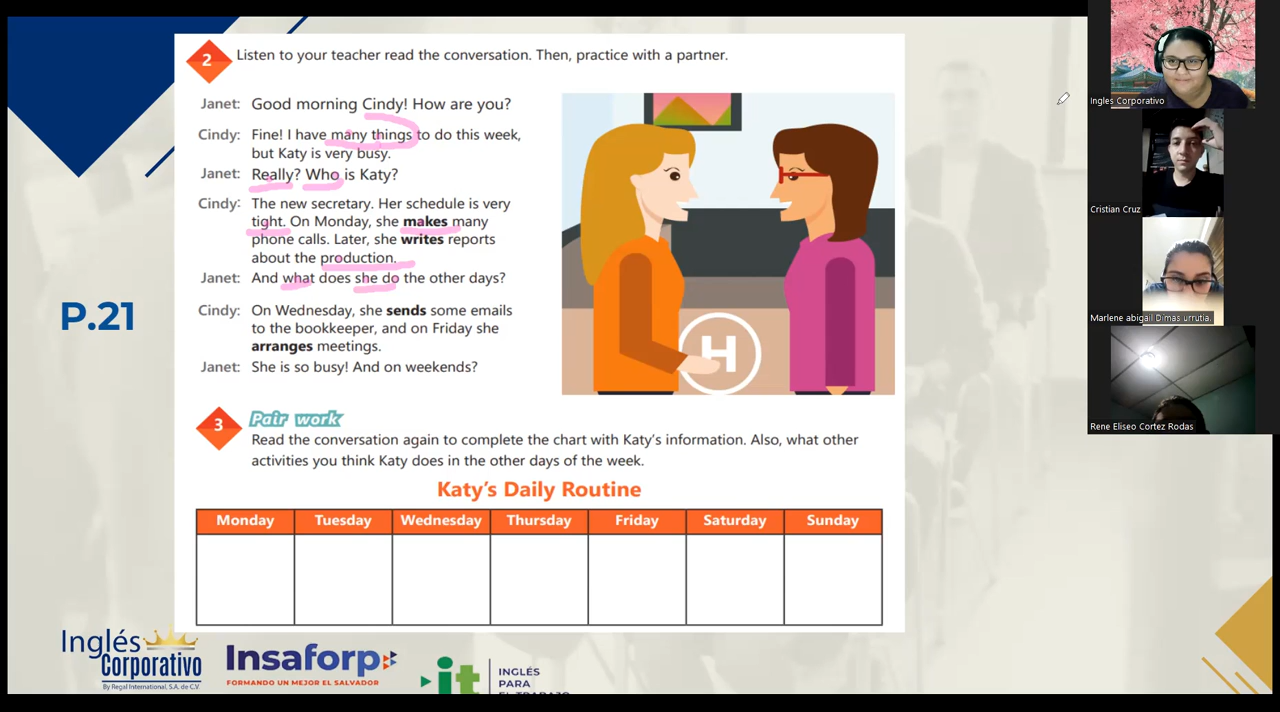 2 Listen to your teacher read the conversation. Then, practice with a partner.
Janet: Good morning Cindy! How are you?
Cindy: Fine! I have many things to do this week,
but Katy is very busy.
Janet: Really? Who is Katy?
Cindy: The new secretary. Her schedule is very
tight. On Monday, she makes many
phone calls. Later, she writes reports
about the production.
Janet: And what does she do the other days?
Cindy: On Wednesday, she sends some emails
to the bookkeeper, and on Friday she
arranges meetings.
Janet: She is so busy! And on weekends?
H
P.21
3 Pair work
Read the conversation again to complete the chart with Katy's information. Also, what other
activities you think Katy does in the other days of the week.
Katy's Daily Routine
Monday Tuesday Wednesday Thursday Friday Saturday Sunday
Inglés
Corporativo
By Regal International, S.A. de C.V.
Insaforp
FORMANDO UN MEJOR EL SALVADOR
it
INGLÉS
PARA
EL TRABAJO
Ingles Corporativo
Cristian Cruz
Marlene abigail Dimas urrutia.
Rene Eliseo Cortez Rodas